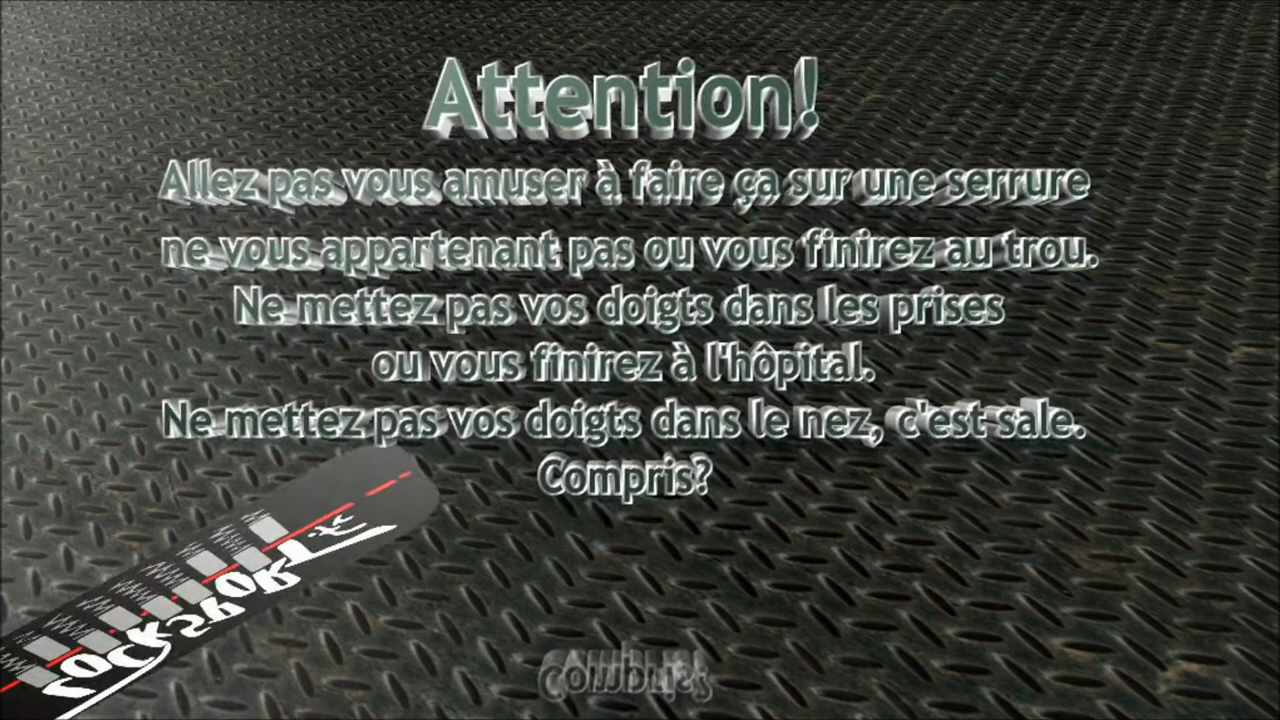 Attention!
Allez pas vous amuser à faire ça sur une serrure
ne vous appartenant pas ou vous finirez au trou.
Ne mettez pas vos doigts dans les prises
ou vous finirez à l'hôpital.
Ne mettez pas vos doigts dans le nez, c'est sale.
Compris?
LOCKSPORT